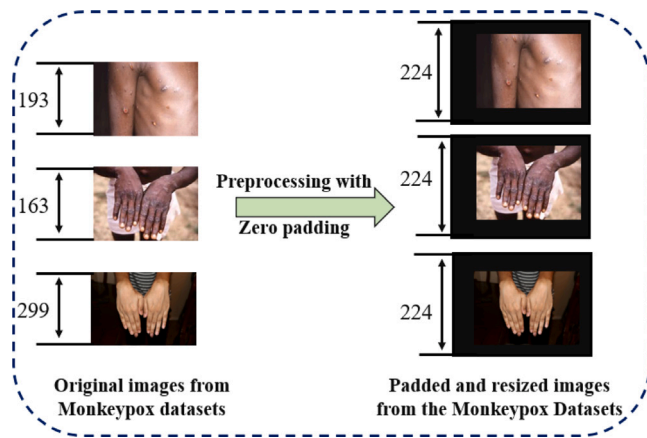 193
224
163
Preprocessing with
Zero padding
224
299
224
Original images from
Monkeypox datasets
Padded and resized images
from the Monkeypox Datasets